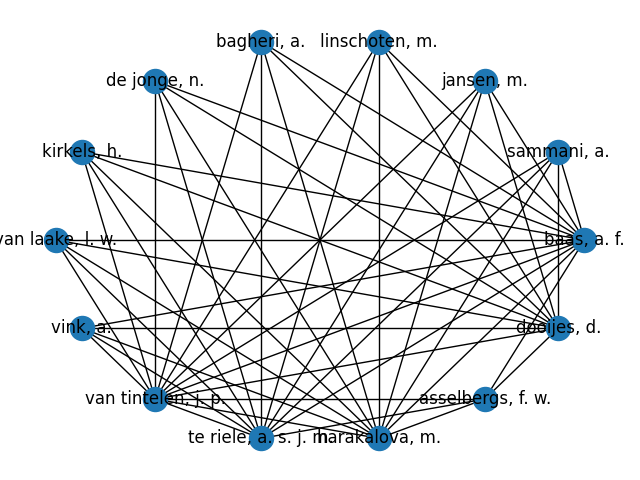 bagheri, a.
linschoten, m.
de jonge, n.
jansen, m.
kirkels, h.
sammani, a.
van laake, l. w.
baas, a. f.
vink, a.
dooijes, d.
van tintelen, j. p.
asselbergs, f. w.
te riele, a. s. j. m.
harakalova, m.